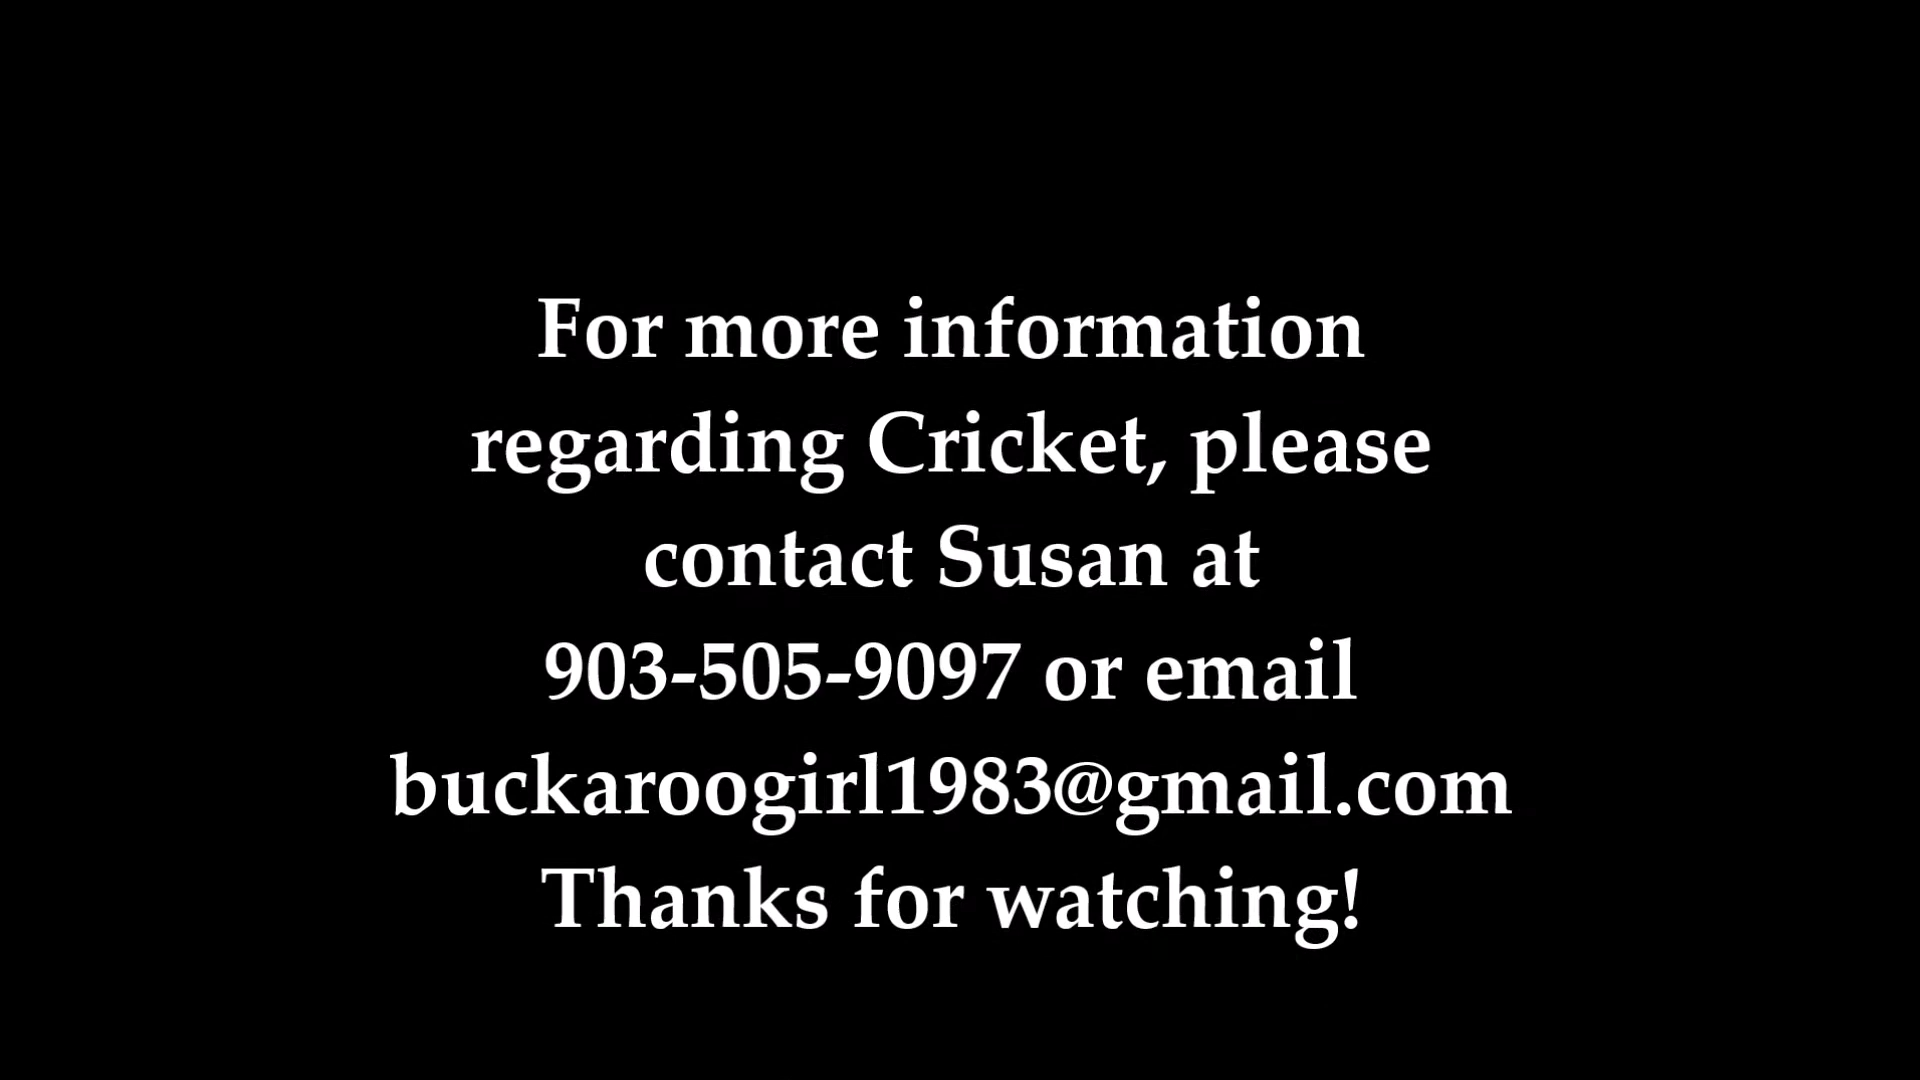 For more information
regarding Cricket, please
contact Susan at
903-505-9097 or email
buckaroogirl1983@gmail.com
Thanks for watching!